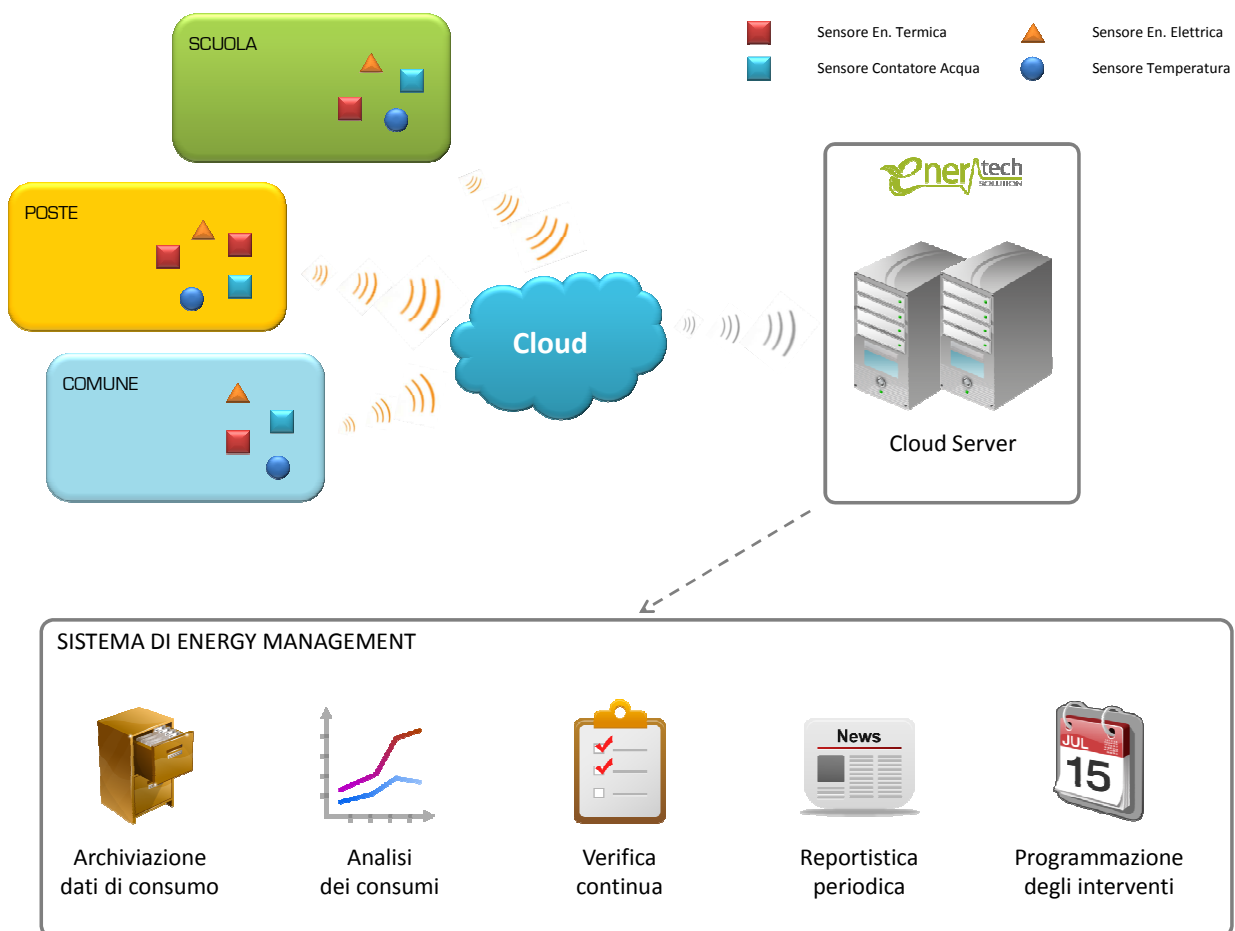 SCUOLA
Sensore En. Termica
Sensore En. Elettrica
Sensore Contatore Acqua
Sensore Temperatura
POSTE
COMUNE
Cloud
enertech
SOLUTION
Cloud Server
SISTEMA DI ENERGY MANAGEMENT
News
JUL
15
Archiviazione
dati di consumo
Analisi
dei consumi
Verifica
continua
Reportistica
periodica
Programmazione
degli interventi